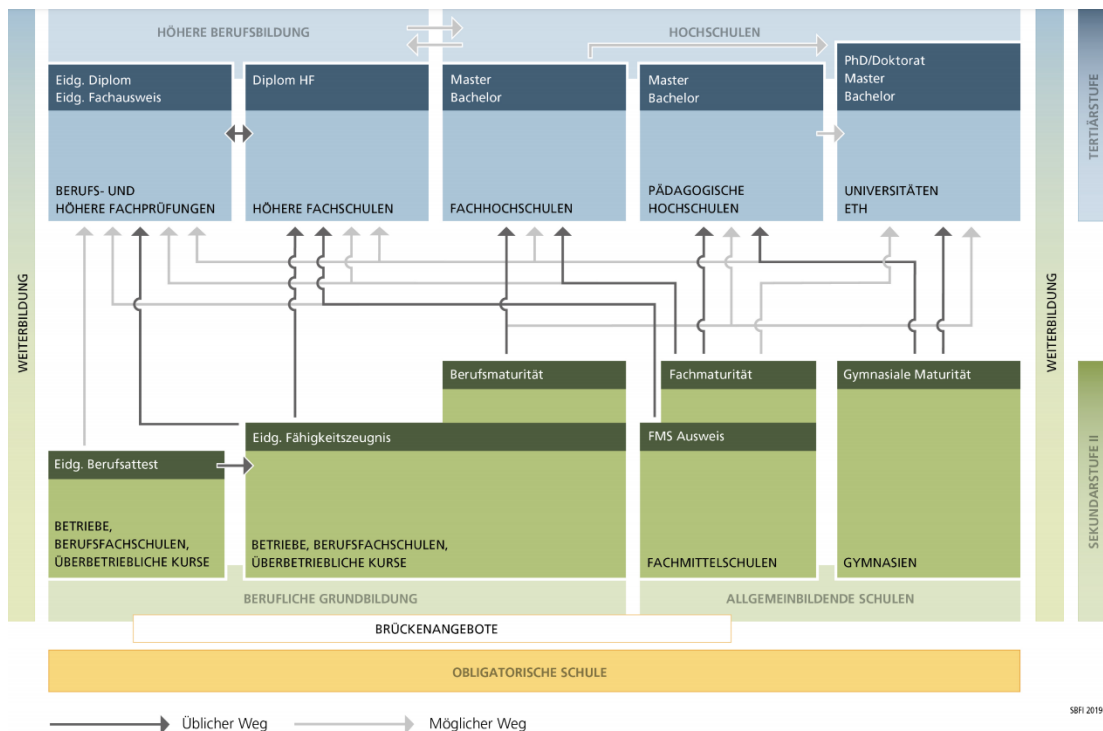 HÖHERE BERUFSBILDUNG
HOCHSCHULEN
Eidg. Diplom
Eidg. Fachausweis
BERUFS- UND
HÖHERE FACHPRÜFUNGEN
Diplom HF
HÖHERE FACHSCHULEN
Master
Bachelor
FACHHOCHSCHULEN
Master
Bachelor
PÄDAGOGISCHE
HOCHSCHULEN
PhD/Doktorat
Master
Bachelor
UNIVERSITÄTEN
ETH
TERTIÄRSTUFE
WEITERBILDUNG
WEITERBILDUNG
Berufsmaturität
Fachmaturität
Gymnasiale Maturität
Eidg. Fähigkeitszeugnis
FMS Ausweis
Eidg. Berufsattest
BETRIEBE,
BERUFSFACHSCHULEN,
ÜBERBETRIEBLICHE KURSE
BETRIEBE, BERUFSFACHSCHULEN,
ÜBERBETRIEBLICHE KURSE
FACHMITTELSCHULEN
GYMNASIEN
SEKUNDARSTUFE II
BERUFLICHE GRUNDBILDUNG
ALLGEMEINBILDENDE SCHULEN
BRÜCKENANGEBOTE
OBLIGATORISCHE SCHULE
Üblicher Weg
Möglicher Weg
SBFI 2019